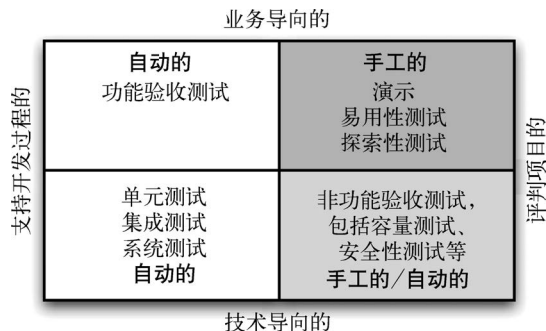 业务导向的
支持开发过程的
自动的
功能验收测试
手工的
演示
易用性测试
探索性测试
评判项目的
单元测试
集成测试
系统测试
自动的
非功能验收测试，
包括容量测试、
安全性测试等
手工的/自动的
技术导向的